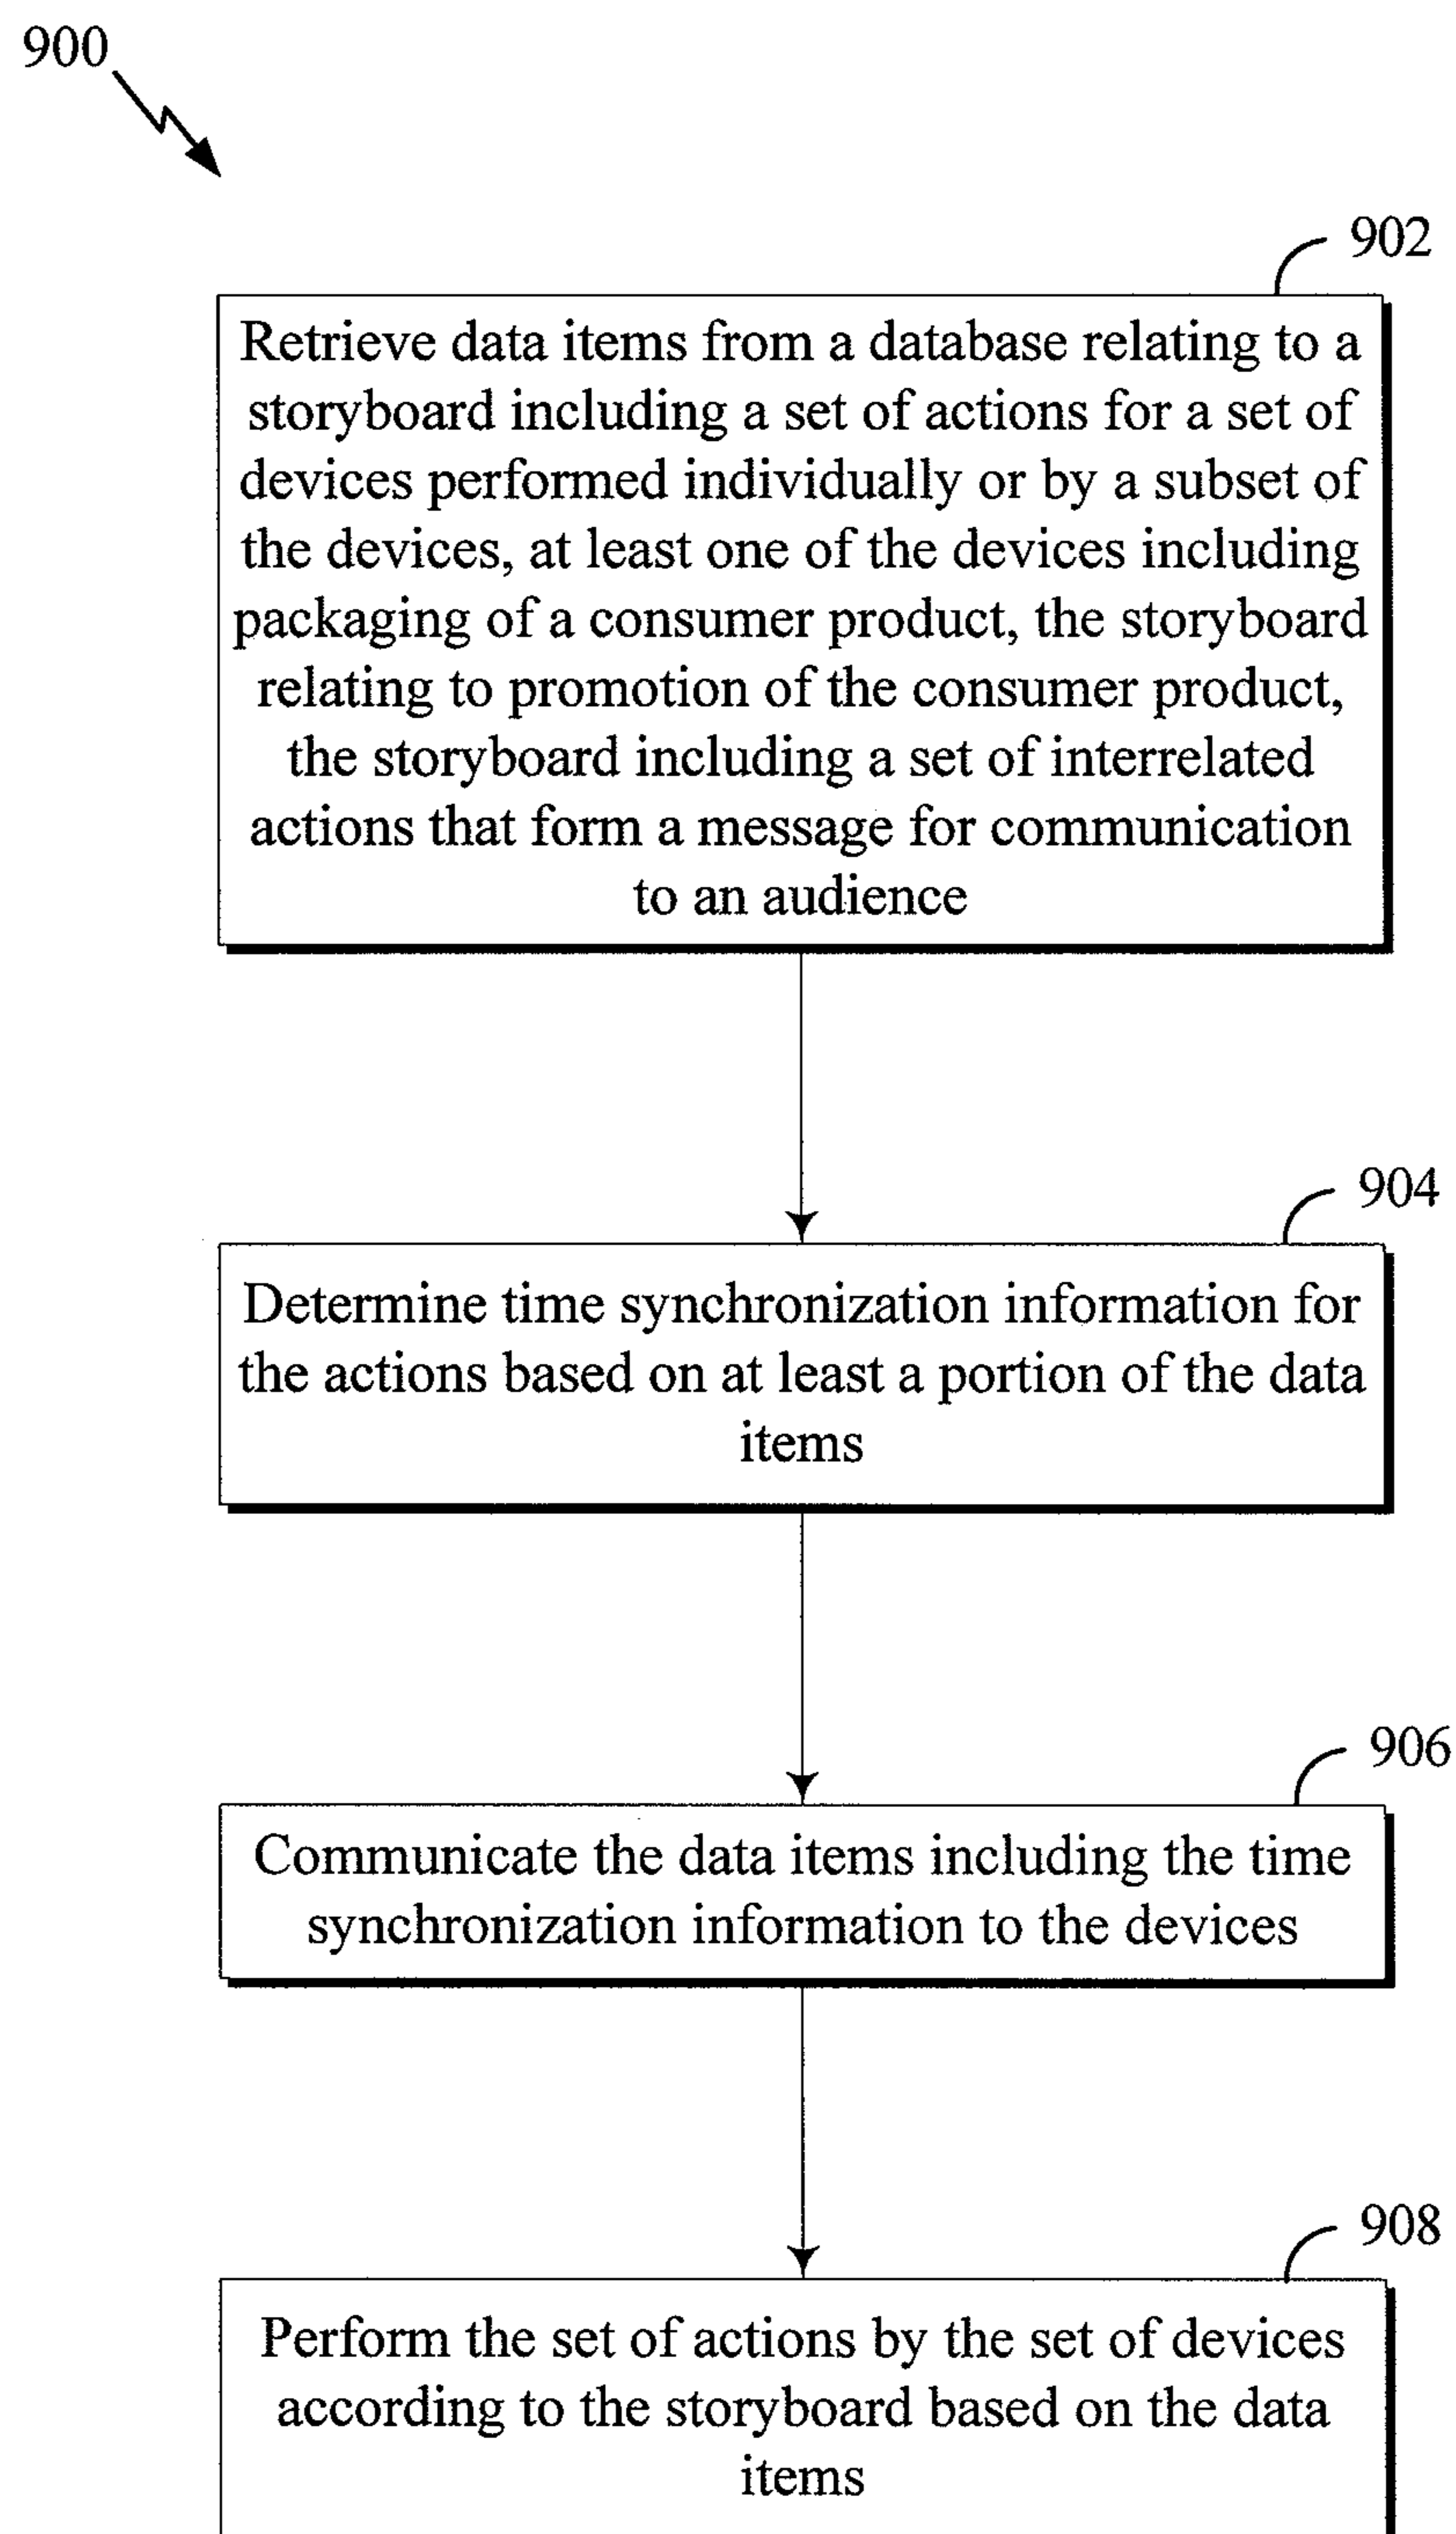 900
902
Retrieve data items from a database relating to a
storyboard including a set of actions for a set of
devices performed individually or by a subset of
the devices, at least one of the devices including
packaging of a consumer product, the storyboard
relating to promotion of the consumer product,
the storyboard including a set of interrelated
actions that form a message for communication
to an audience
904
Determine time synchronization information for
the actions based on at least a portion of the data
items
906
Communicate the data items including the time
synchronization information to the devices
908
Perform the set of actions by the set of devices
according to the storyboard based on the data
items